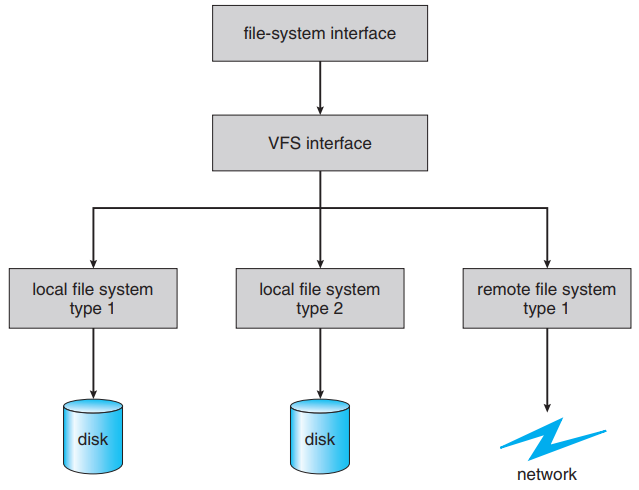 file-system interface
VFS interface
local file system
type 1
local file system
type 2
remote file system
type 1
disk
disk
network